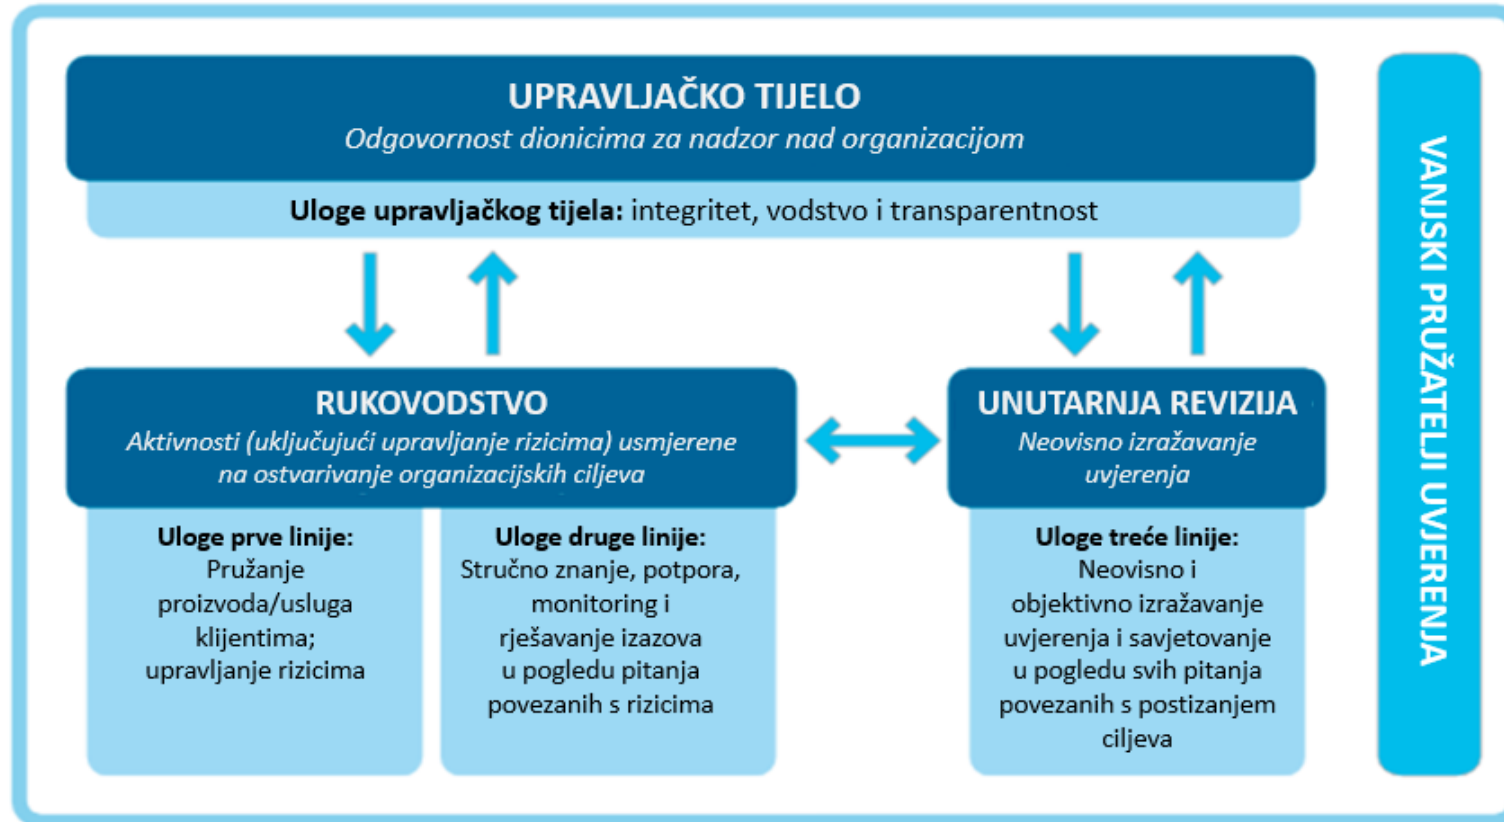 UPRAVLJAČKO TIJELO
Odgovornost dionicima za nadzor nad organizacijom
Uloge upravljačkog tijela: integritet, vodstvo i transparentnost
RUKOVODSTVO
Aktivnosti (uključujući upravljanje rizicima) usmjerene
na ostvarivanje organizacijskih ciljeva
Uloge prve linije:
Pružanje
proizvoda/usluga
klijentima;
upravljanje rizicima
Uloge druge linije:
Stručno znanje, potpora,
monitoring i
rješavanje izazova
u pogledu pitanja
povezanih s rizicima
UNUTARNJA REVIZIJA
Neovisno izražavanje
uvjerenja
Uloge treće linije:
Neovisno i
objektivno izražavanje
uvjerenja i savjetovanje
u pogledu svih pitanja
povezanih s postizanjem
ciljeva
VANJSKI PRUŽATELJI UVJERENJA